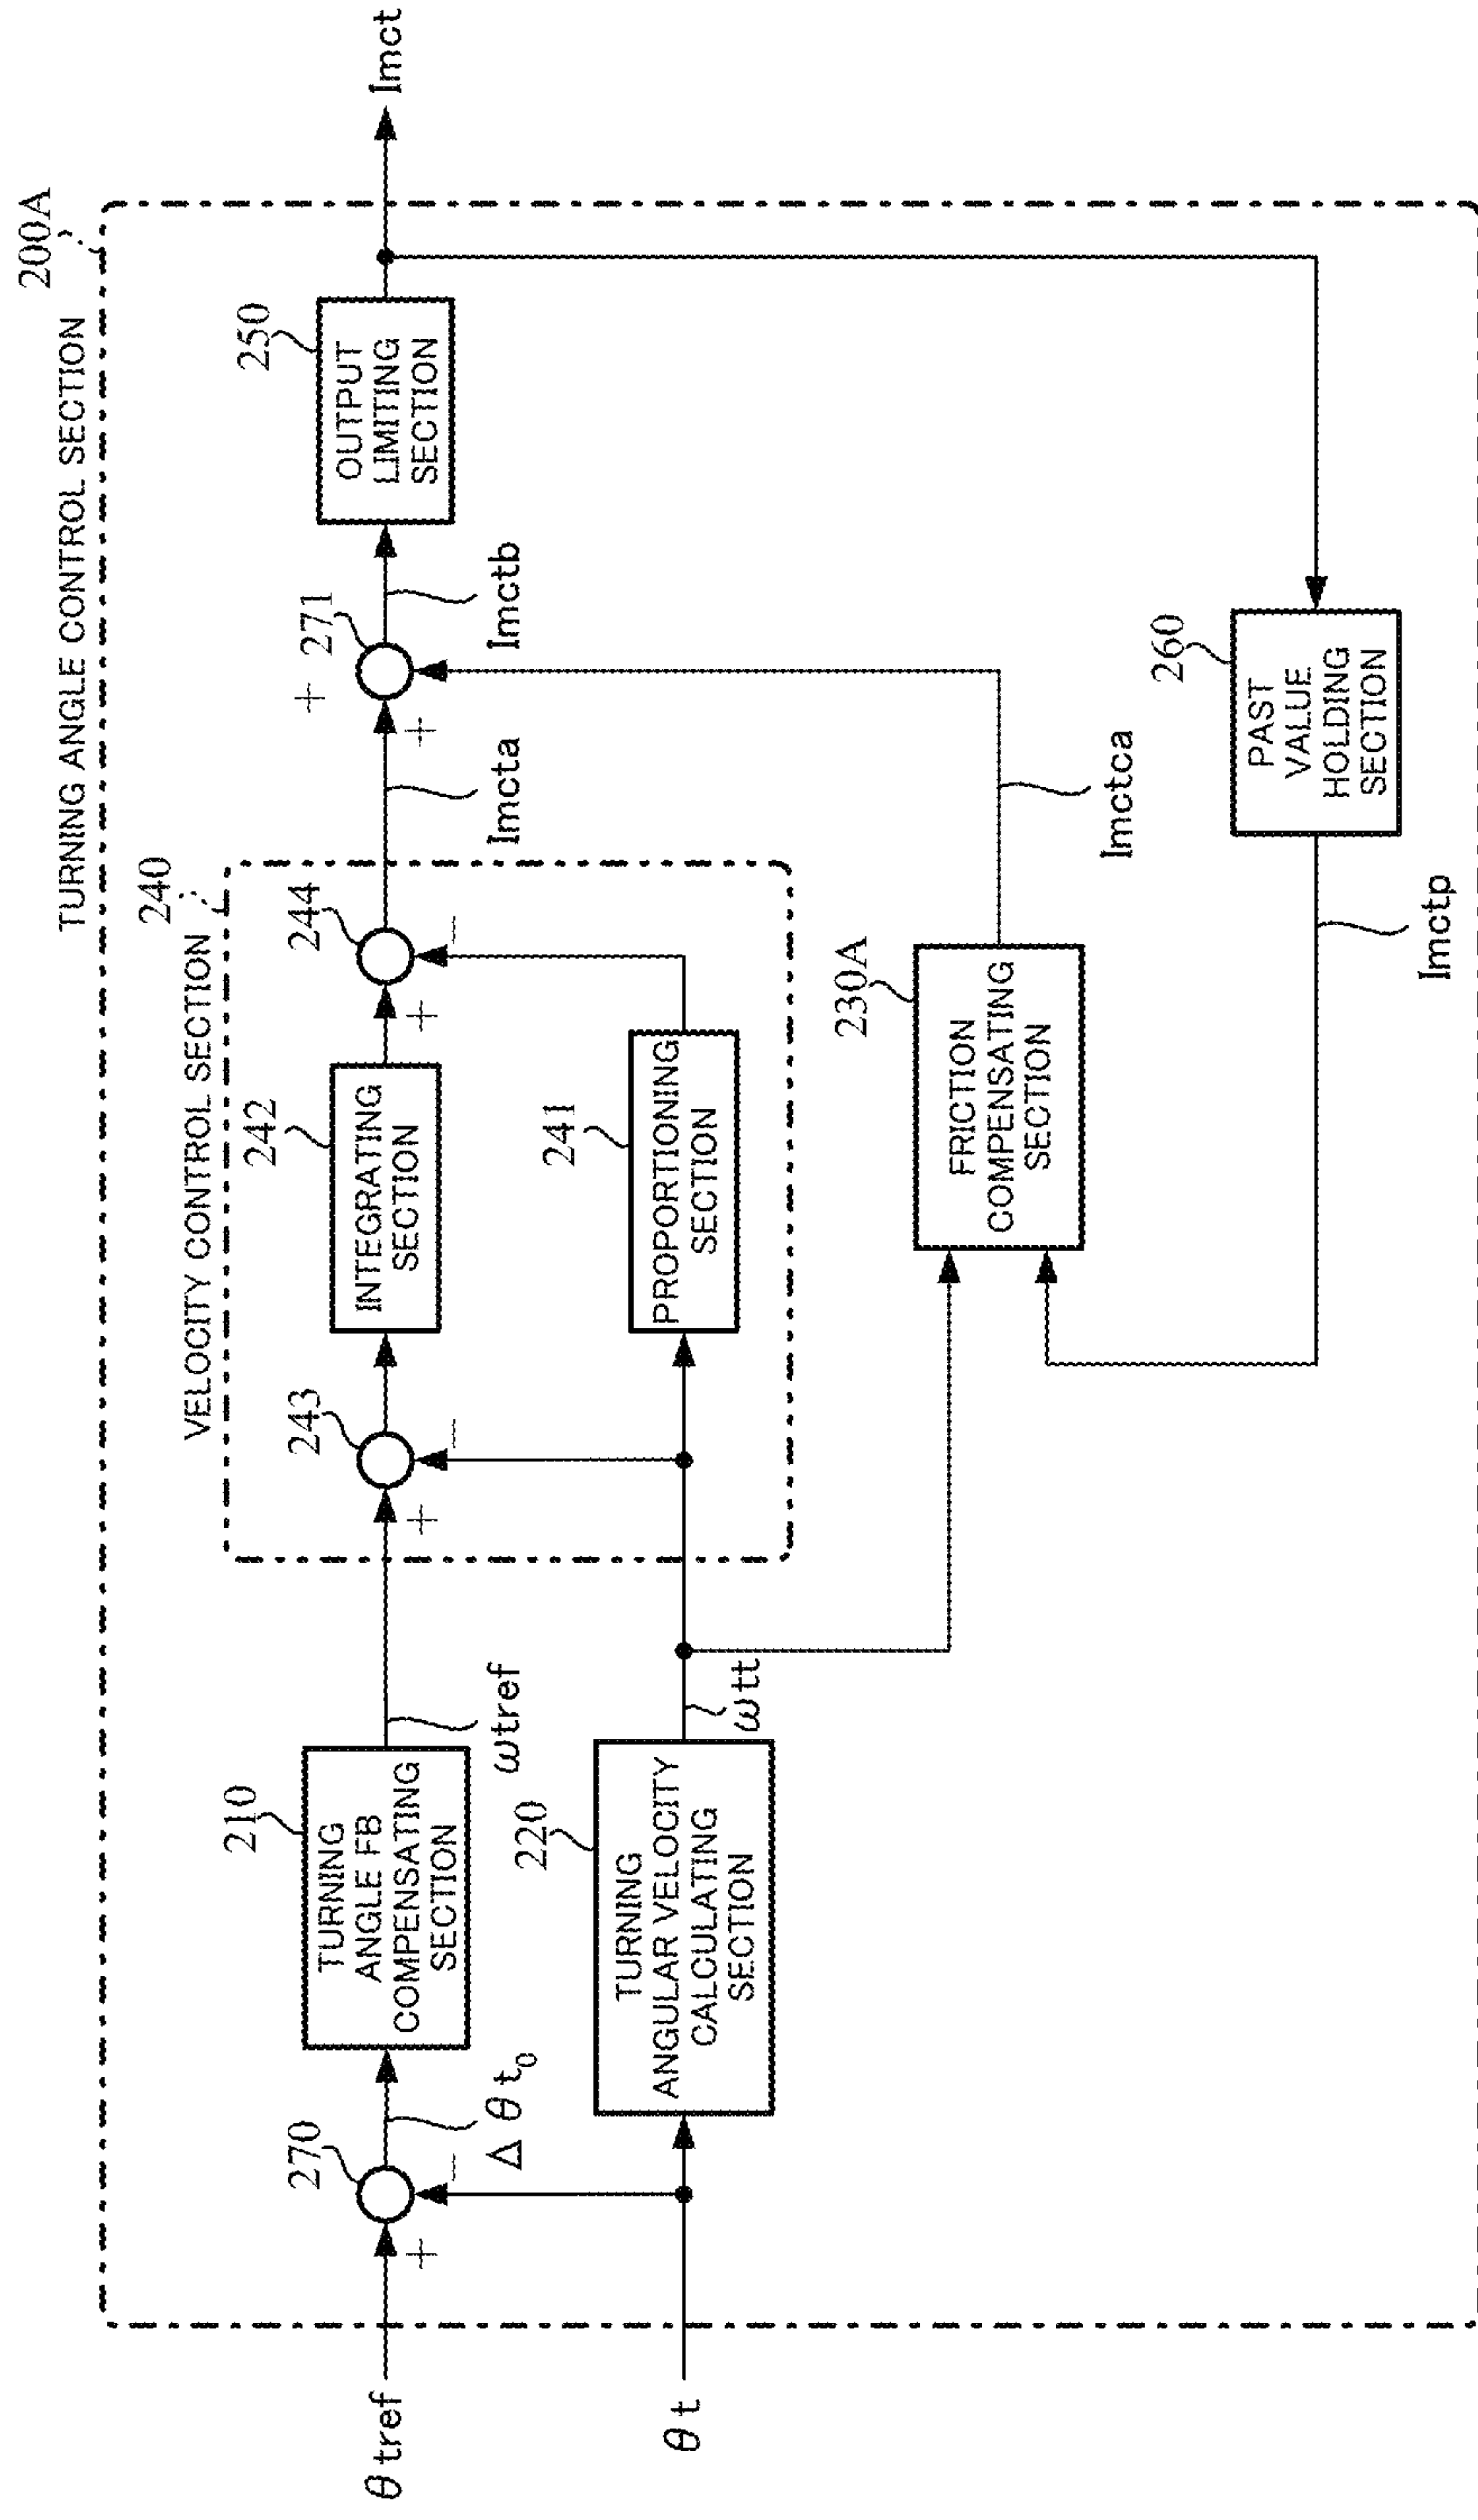 TURNING ANGLE CONTROL SECTION
200A
VELOCITY CONTROL SECTION
240
θtref
+
−
270
Δθt₀
210
TURNING
ANGLE FB
COMPENSATING
SECTION
ωtref
+
−
243
242
INTEGRATING
SECTION
+
−
244
Imcta
+
+
271
Imctb
250
OUTPUT
LIMITING
SECTION
Imct
θt
220
TURNING
ANGULAR VELOCITY
CALCULATING
SECTION
ωtt
241
PROPORTIONING
SECTION
230A
FRICTION
COMPENSATING
SECTION
Imctca
260
PAST
VALUE
HOLDING
SECTION
Imctp